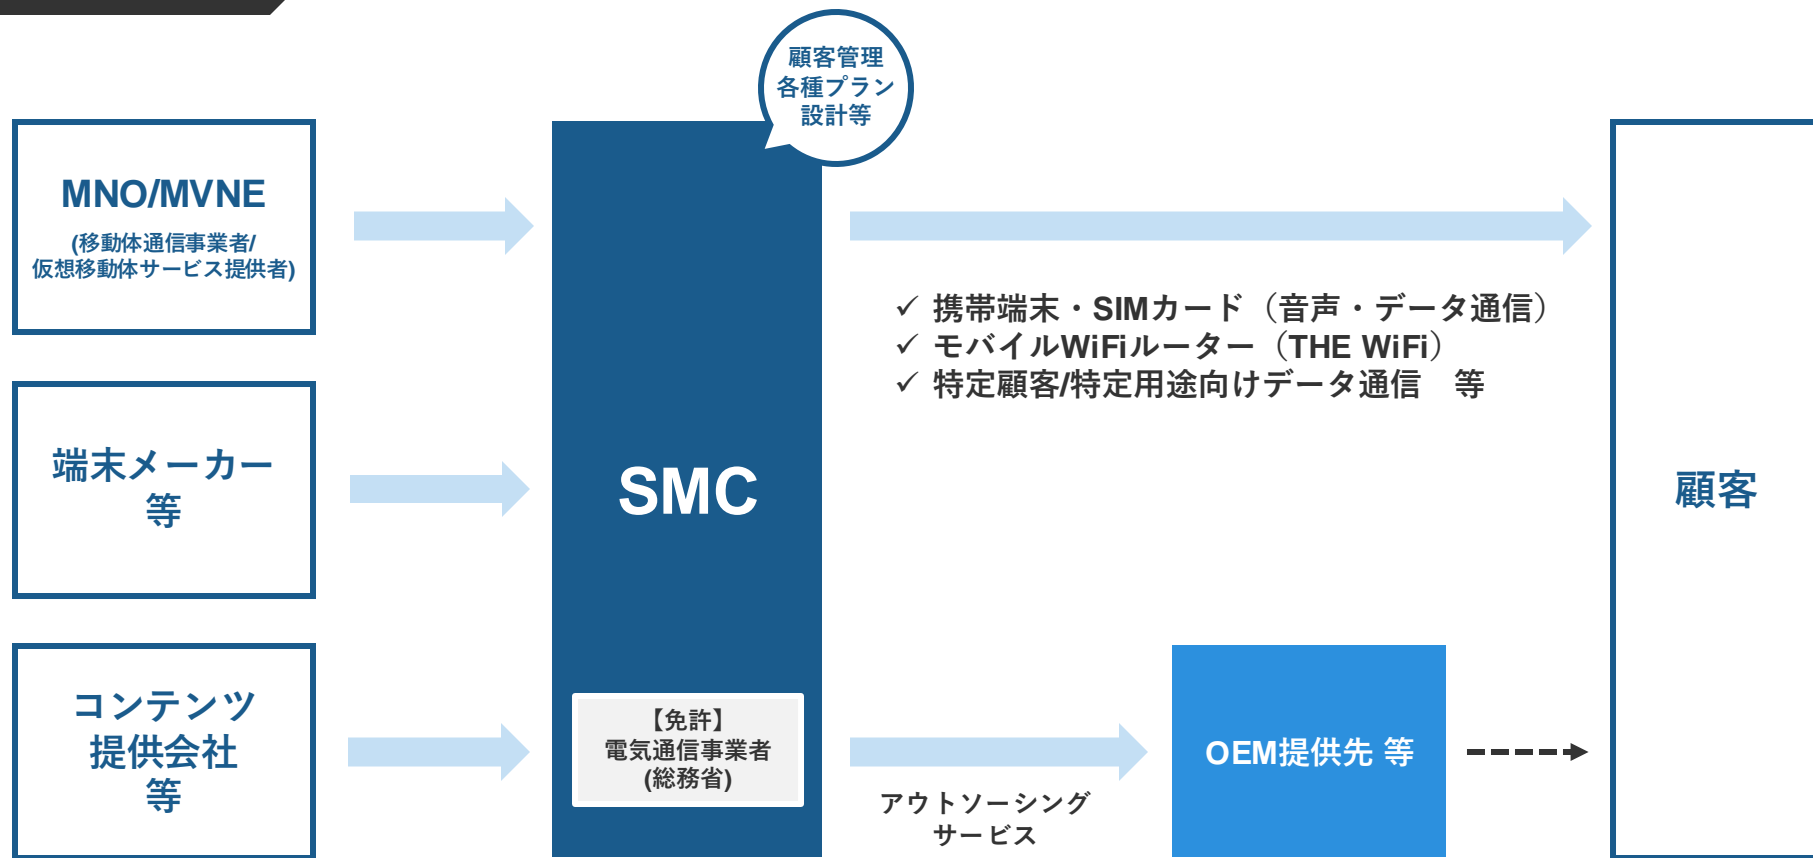 顧客管理
各種プラン
設計等
MNO/MVNE
(移動体通信事業者/
仮想移動体サービス提供者)
端末メーカー
等
コンテンツ
提供会社
等
SMC
【免許】
電気通信事業者
(総務省)
✓ 携帯端末・SIMカード（音声・データ通信）
✓ モバイルWiFiルーター（THE WiFi）
✓ 特定顧客/特定用途向けデータ通信　等
アウトソーシング
サービス
OEM提供先 等
顧客